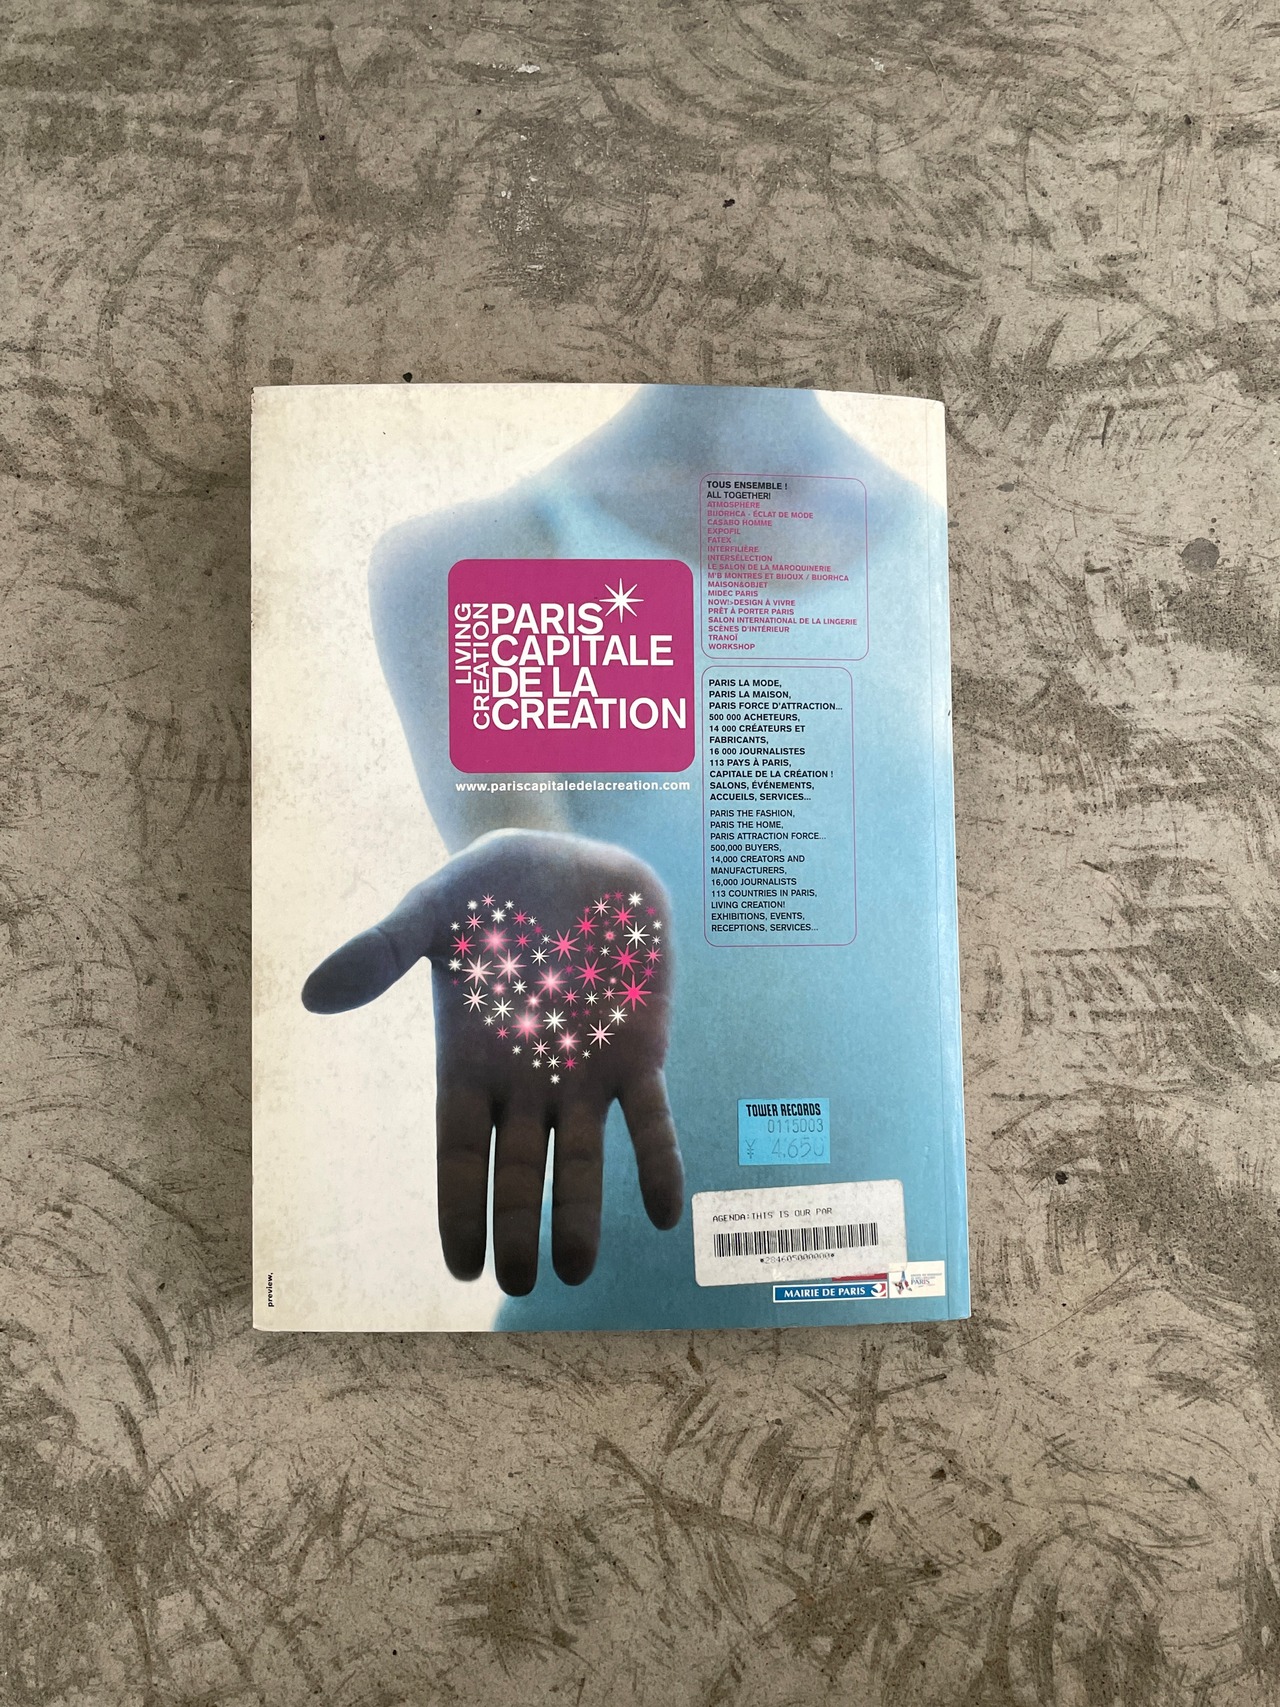 LIVING
CREATION
PARIS
CAPITALE
DE LA
CREATION
www.pariscapitaledelacreation.com
TOUS ENSEMBLE !
ALL TOGETHER!
ATMOSPHÈRE
BIJORHCA - ÉCLAT DE MODE
CASABO HOMME
EXPOFIL
FATEX
INTERFILIÈRE
INTERSÉLECTION
LE SALON DE LA MAROQUINERIE
M'B MONTRES ET BIJOUX / BIJORHCA
MAISON&OBJET
MIDEC PARIS
NOW!>DESIGN À VIVRE
PRÊT À PORTER PARIS
SALON INTERNATIONAL DE LA LINGERIE
SCÈNES D'INTÉRIEUR
TRANOÏ
WORKSHOP
PARIS LA MODE,
PARIS LA MAISON,
PARIS FORCE D'ATTRACTION...
500 000 ACHETEURS,
14 000 CRÉATEURS ET
FABRICANTS,
16 000 JOURNALISTES
113 PAYS À PARIS,
CAPITALE DE LA CRÉATION !
SALONS, ÉVÉNEMENTS,
ACCUEILS, SERVICES...
PARIS THE FASHION,
PARIS THE HOME,
PARIS ATTRACTION FORCE...
500,000 BUYERS,
14,000 CREATORS AND
MANUFACTURERS,
16,000 JOURNALISTS
113 COUNTRIES IN PARIS,
LIVING CREATION!
EXHIBITIONS, EVENTS,
RECEPTIONS, SERVICES...
TOWER RECORDS
0115003
¥ 4,650
AGENDA:THIS IS OUR PAR
MAIRIE DE PARIS
PARIS
preview.